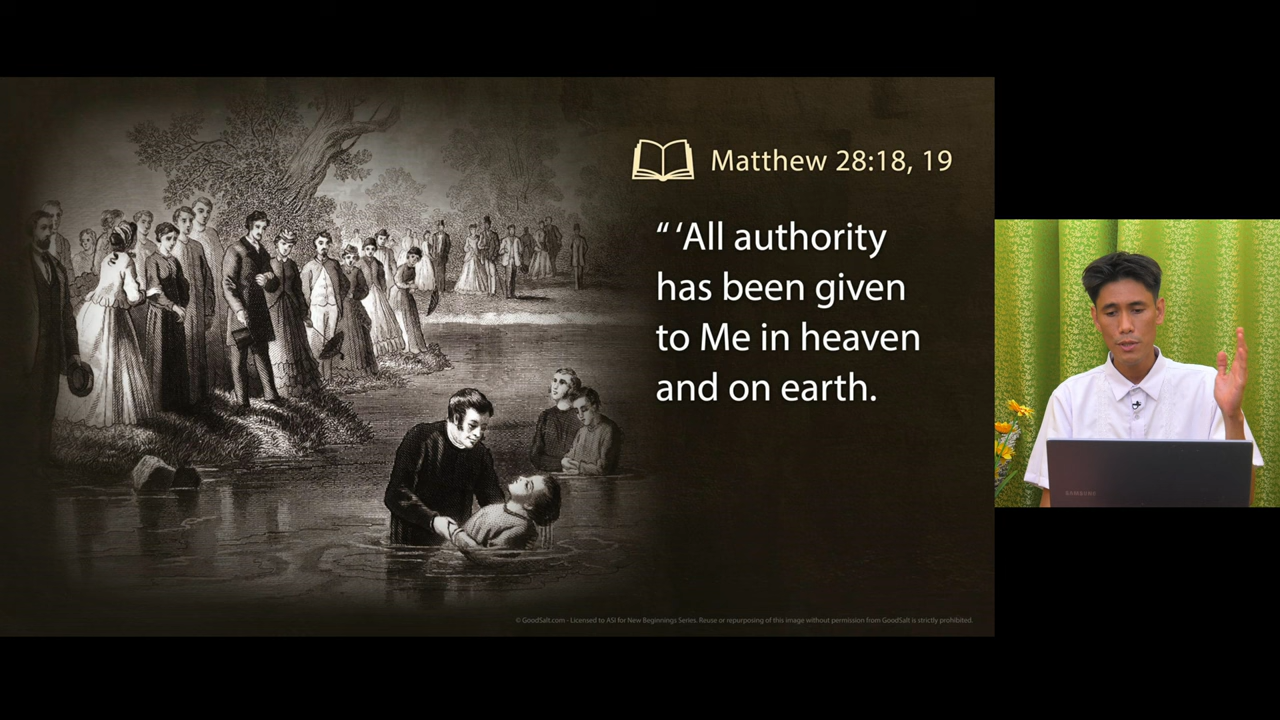 Matthew 28:18, 19
“ ‘All authority
has been given
to Me in heaven
and on earth.
© GoodSalt.com - Licensed to ASI for New Beginnings Series. Reuse or repurposing of this image without permission from GoodSalt is strictly prohibited.
SAMSUNG